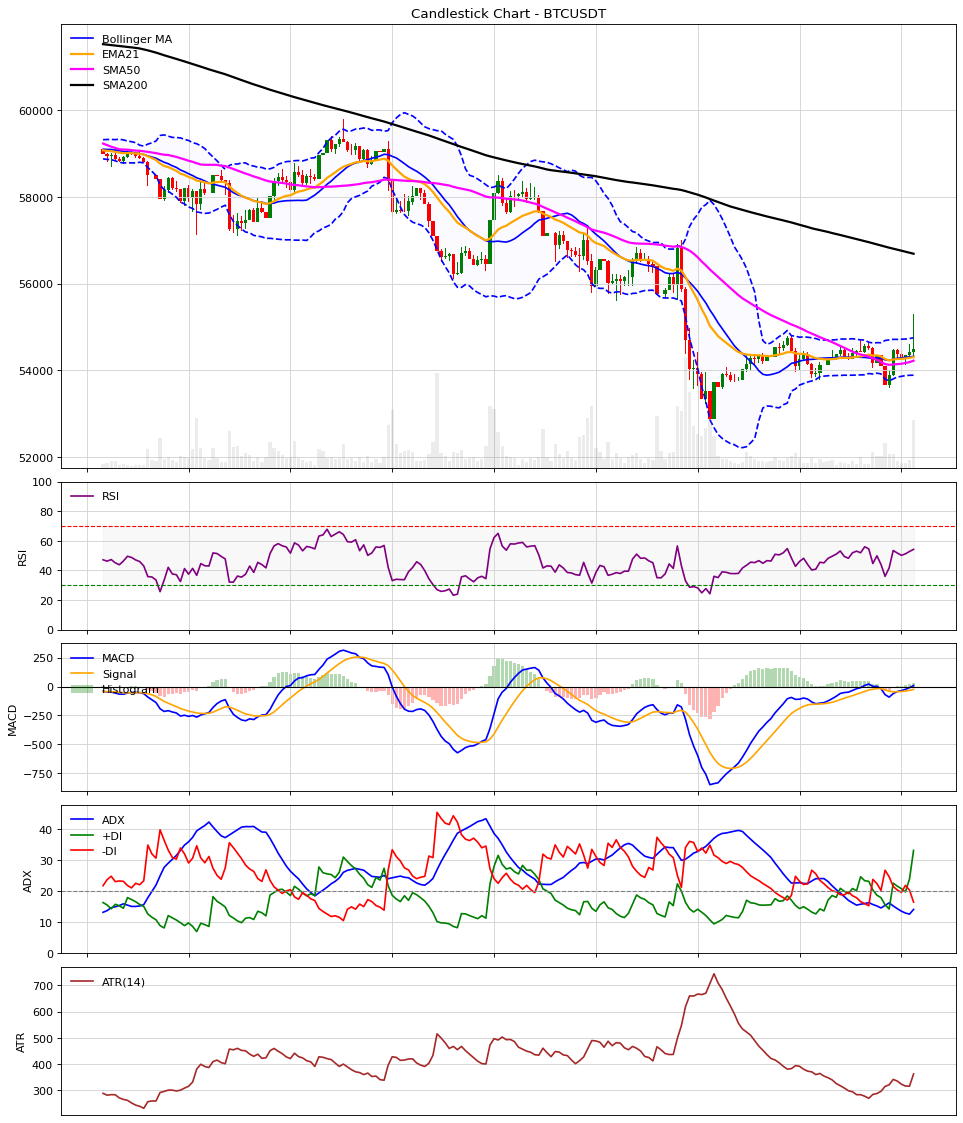 Candlestick Chart - BTCUSDT
Bollinger MA
EMA21
SMA50
SMA200
60000
58000
56000
54000
52000
RSI
100
80
60
40
20
0
RSI
MACD
Signal
Histogram
250
0
−250
−500
−750
MACD
ADX
+DI
-DI
40
30
20
10
0
ADX
ATR(14)
700
600
500
400
300
ATR